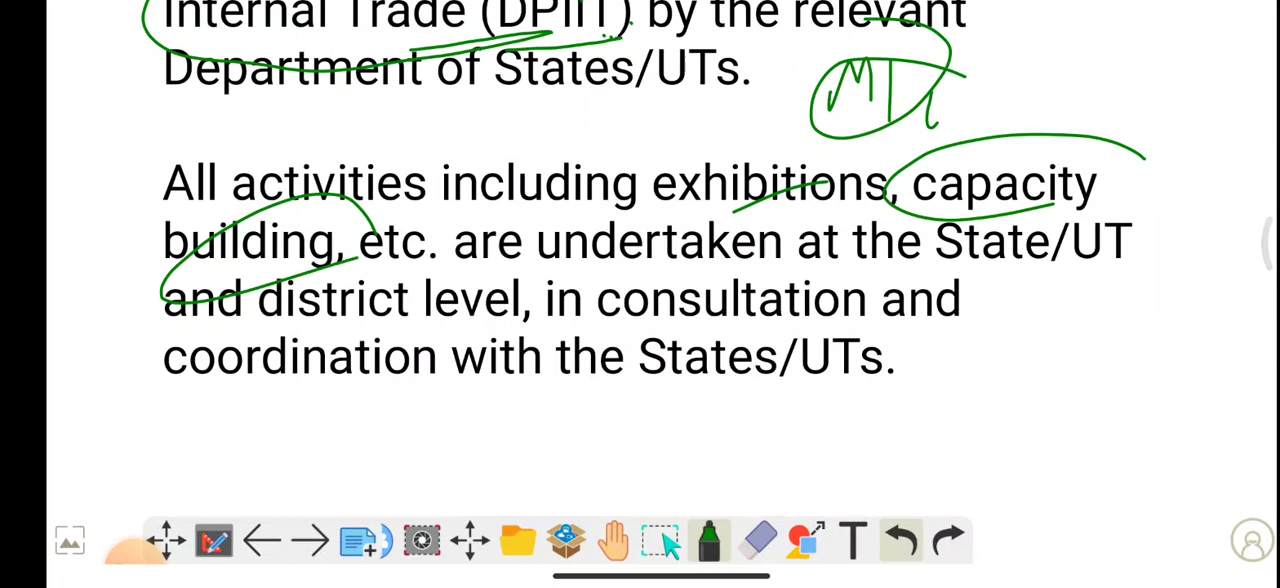 Internal Trade (DPIIT) by the relevant
Department of States/UTs.
All activities including exhibitions, capacity
building, etc. are undertaken at the State/UT
and district level, in consultation and
coordination with the States/UTs.